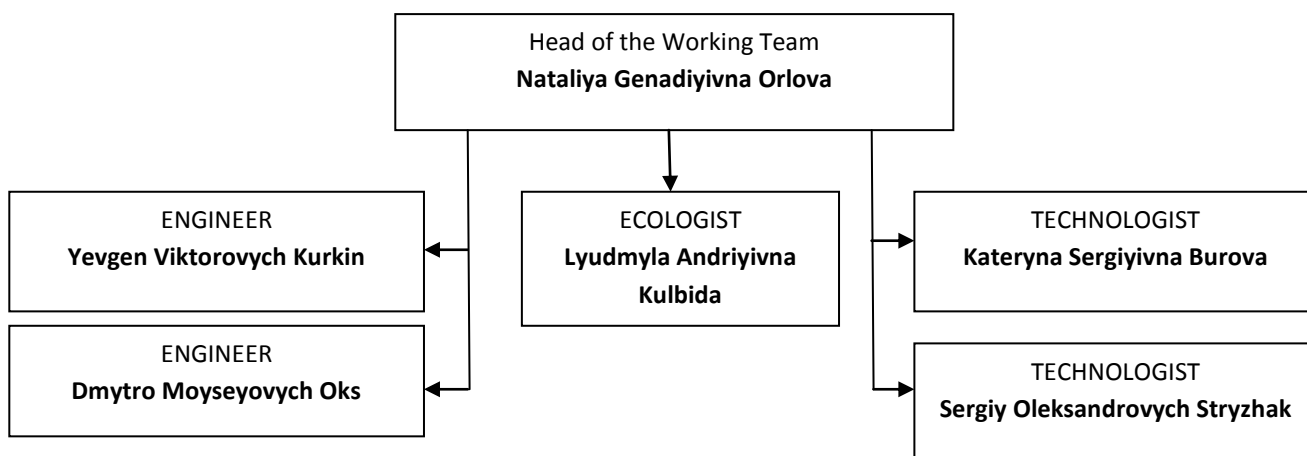 Head of the Working Team
Nataliya Genadiyivna Orlova
ENGINEER
Yevgen Viktorovych Kurkin
ECOLOGIST
Lyudmyla Andriyivna
Kulbida
TECHNOLOGIST
Kateryna Sergiyivna Burova
ENGINEER
Dmytro Moyseyovych Oks
TECHNOLOGIST
Sergiy Oleksandrovych Stryzhak